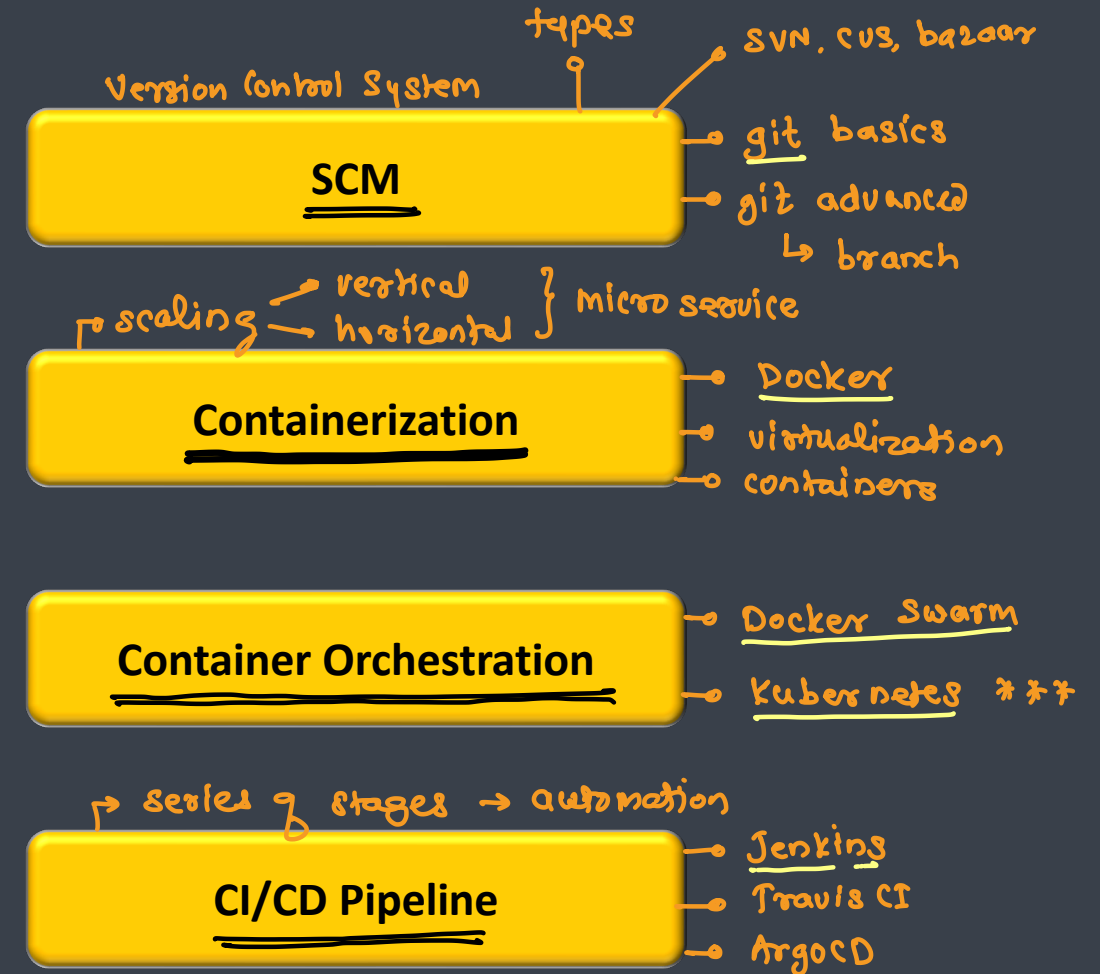 types
SVN, CVS, bazaar
Version Control System
SCM
git basics
git advanced
↳ branch
scaling
vertical
horizontal
} micro service
Containerization
Docker
virtualization
containers
Container Orchestration
Docker Swarm
Kubernetes ***
series of stages → automation
CI/CD Pipeline
Jenkins
Travis CI
ArgoCD